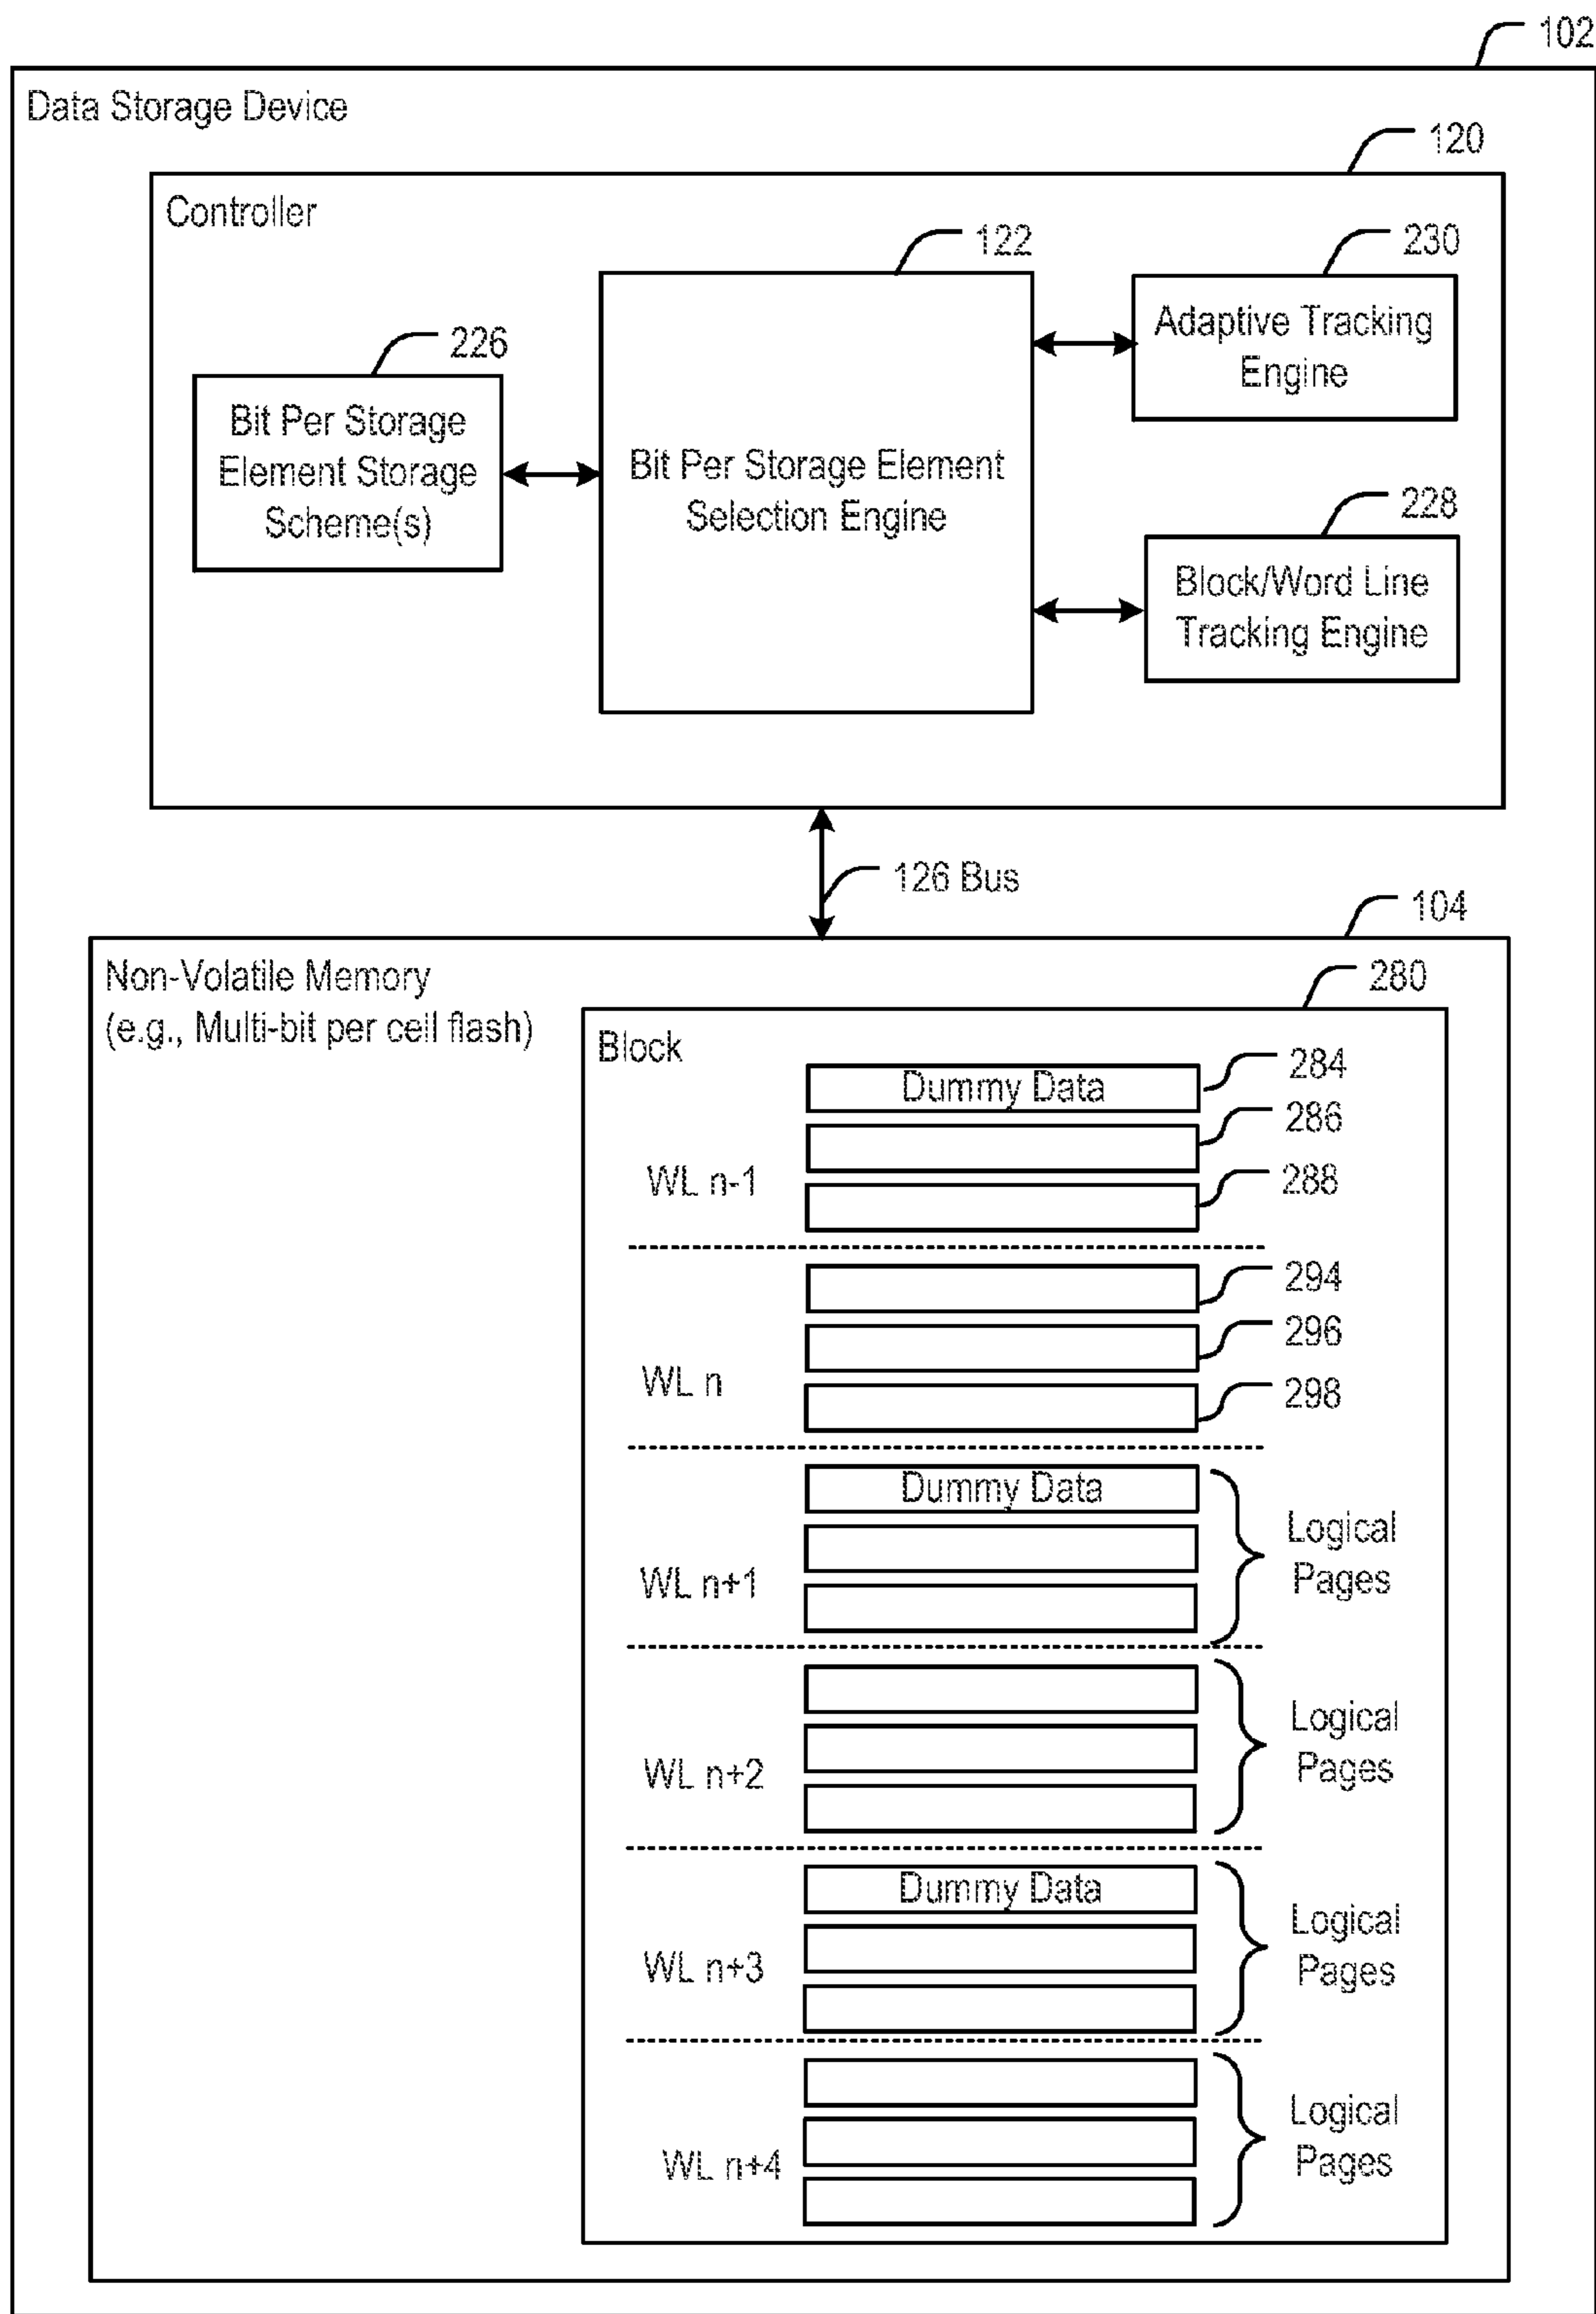 102
Data Storage Device
120
Controller
122
230
226
Adaptive Tracking
Engine
Bit Per Storage
Element Storage
Scheme(s)
Bit Per Storage Element
Selection Engine
228
Block/Word Line
Tracking Engine
126 Bus
104
Non-Volatile Memory
(e.g., Multi-bit per cell flash)
280
Block
Dummy Data
284
286
WL n-1
288
294
296
WL n
298
Dummy Data
WL n+1
Logical
Pages
WL n+2
Logical
Pages
Dummy Data
WL n+3
Logical
Pages
WL n+4
Logical
Pages